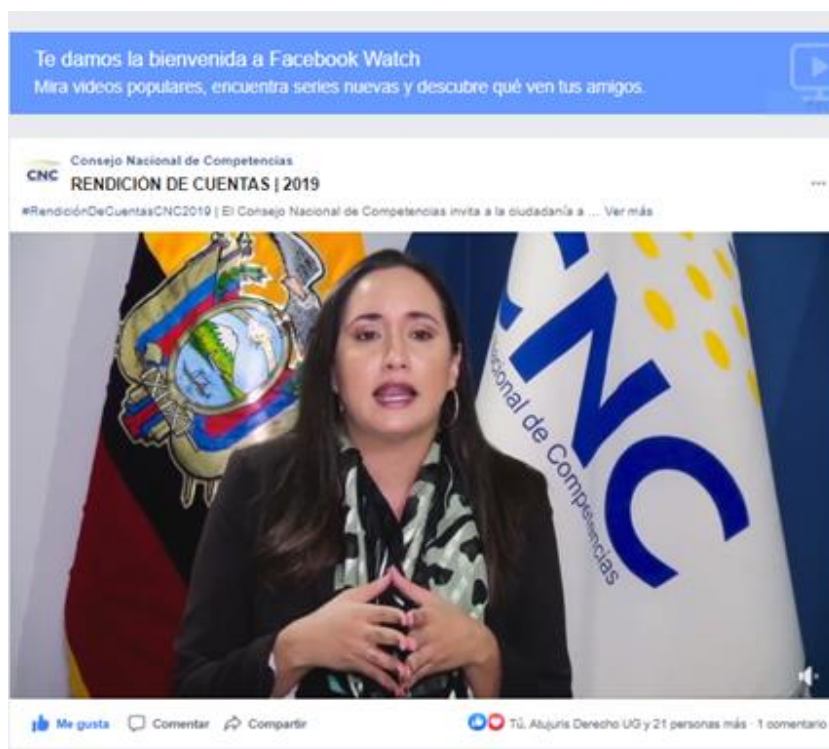 Te damos la bienvenida a Facebook Watch
Mira videos populares, encuentra series nuevas y descubre qué ven tus amigos.
CNC
Consejo Nacional de Competencias
RENDICIÓN DE CUENTAS | 2019
#RendiciónDeCuentasCNC2019 | El Consejo Nacional de Competencias invita a la ciudadanía a ... Ver más
CNC
cional de Competencias
Me gusta Comentar Compartir
Tú, Atujuris Derecho UG y 21 personas más · 1 comentario